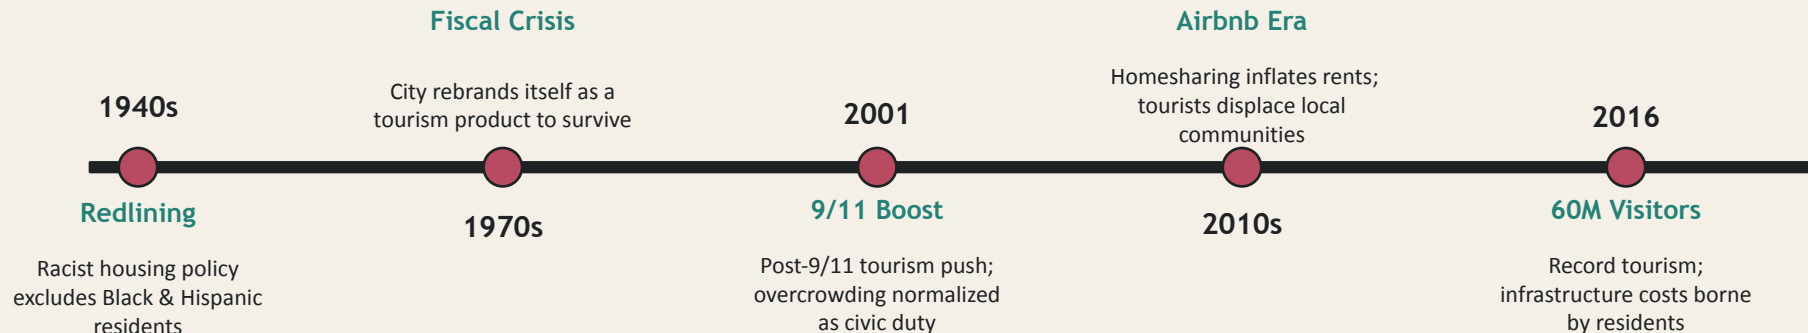 1940s
Redlining
Racist housing policy
excludes Black & Hispanic
residents
Fiscal Crisis
City rebrands itself as a
tourism product to survive
1970s
2001
9/11 Boost
Post-9/11 tourism push;
overcrowding normalized
as civic duty
Airbnb Era
Homesharing inflates rents;
tourists displace local
communities
2010s
2016
60M Visitors
Record tourism;
infrastructure costs borne
by residents